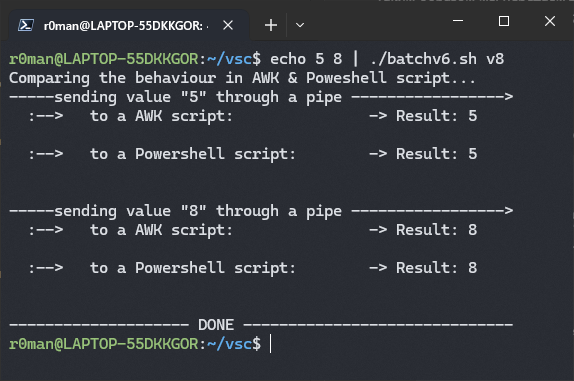 r0man@LAPTOP-55DKKGOR: ~
r0man@LAPTOP-55DKKGOR:~/vsc$ echo 5 8 | ./batchv6.sh v8
Comparing the behaviour in AWK & Poweshell script...
-----sending value "5" through a pipe ----------------->
  :-->   to a AWK script:               -> Result: 5
  :-->   to a Powershell script:        -> Result: 5
-----sending value "8" through a pipe ----------------->
  :-->   to a AWK script:               -> Result: 8
  :-->   to a Powershell script:        -> Result: 8
-------------------- DONE ------------------------------
r0man@LAPTOP-55DKKGOR:~/vsc$